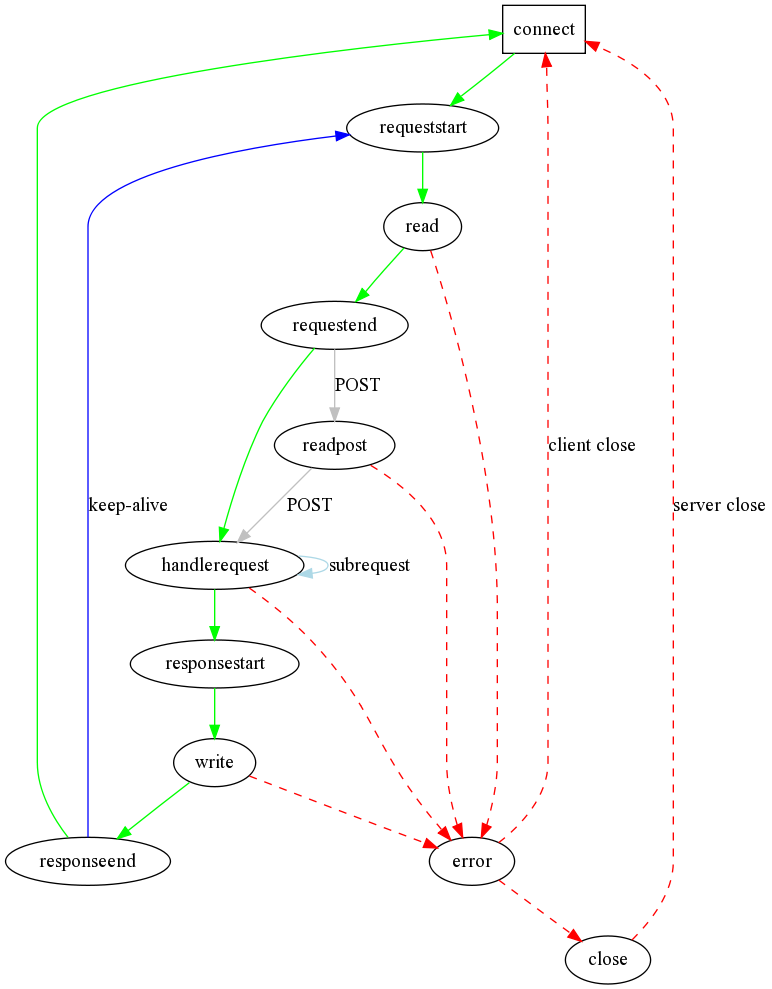 connect
requeststart
read
requestend
POST
readpost
client close
keep-alive
POST
server close
handlerequest
subrequest
responsestart
write
responseend
error
close